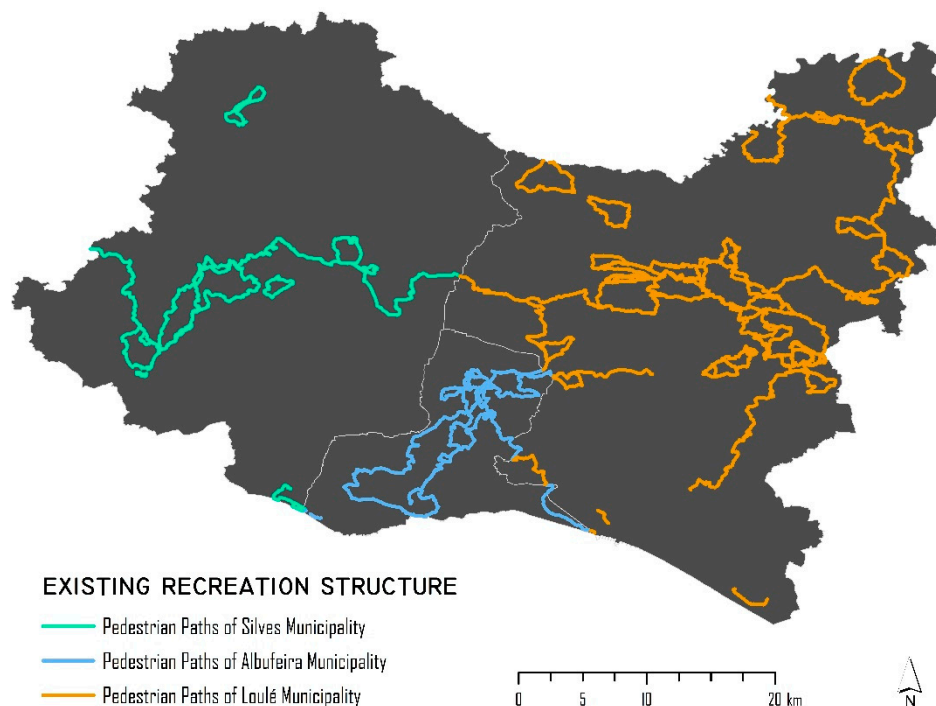 EXISTING RECREATION STRUCTURE
Pedestrian Paths of Silves Municipality
Pedestrian Paths of Albufeira Municipality
Pedestrian Paths of Loulé Municipality
0 5 10 20 km
N